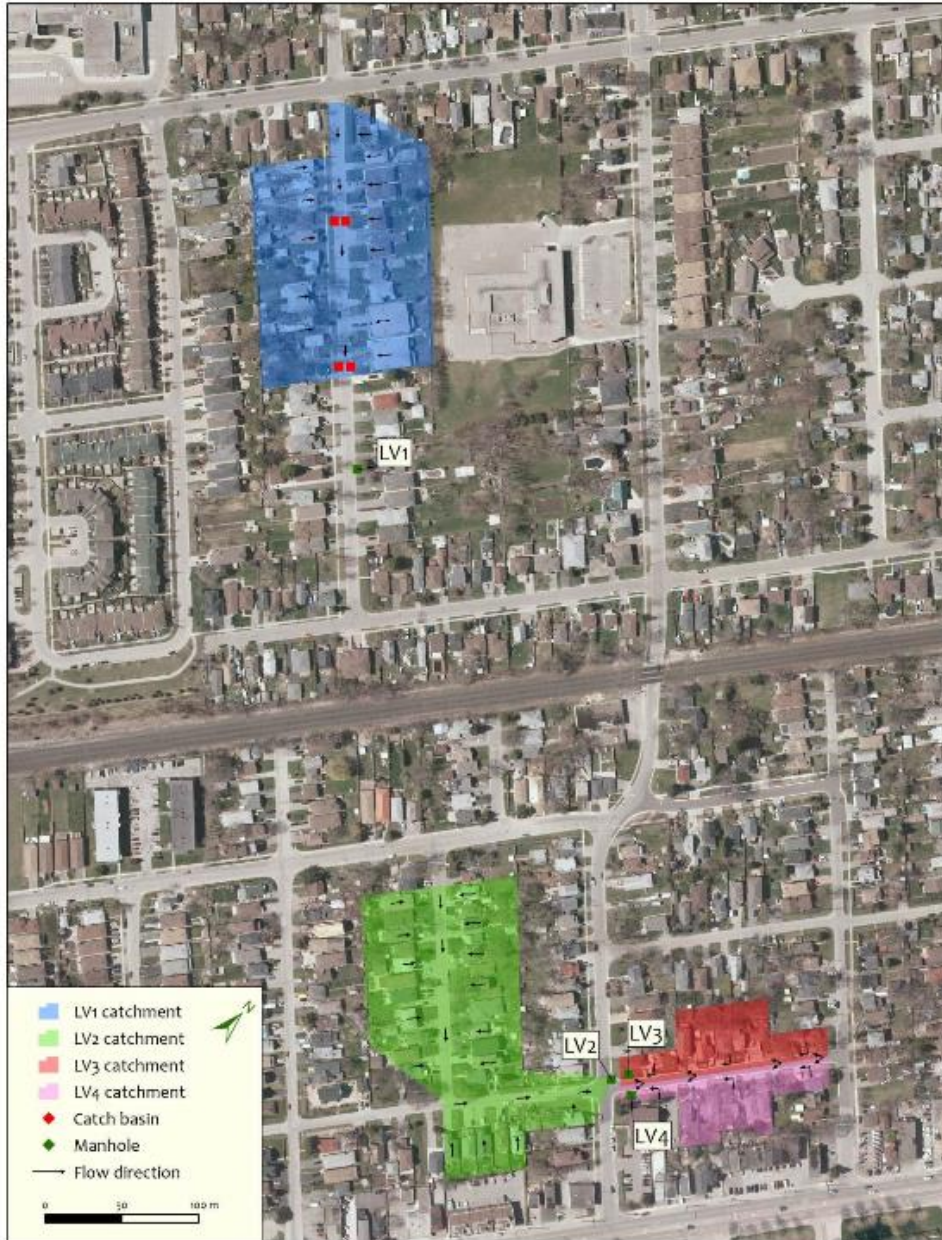 LV1
LV2
LV3
LV4
LV1 catchment
LV2 catchment
LV3 catchment
LV4 catchment
Catch basin
Manhole
Flow direction
0 50 100 m